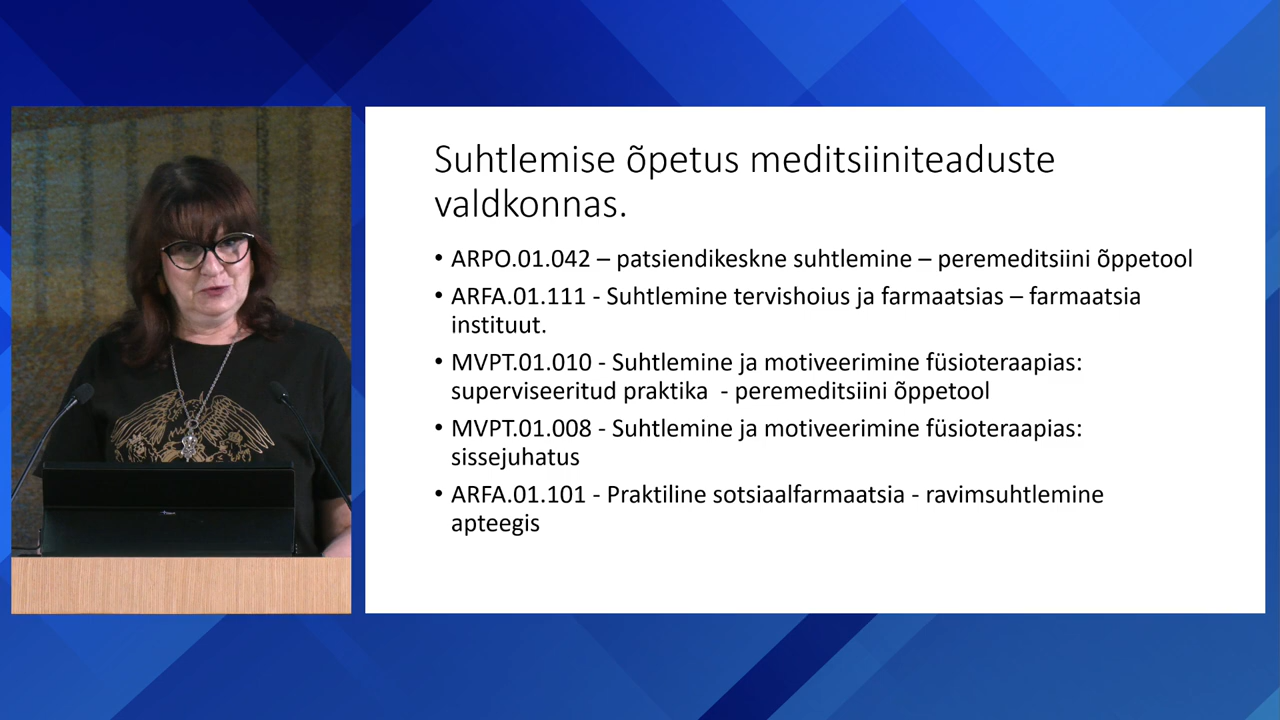 Suhtlemise õpetus meditsiiniteaduste
valdkonnas.
• ARPO.01.042 – patsiendikeskne suhtlemine – peremeditsiini õppetool
• ARFA.01.111 - Suhtlemine tervishoius ja farmaatsias – farmaatsia
instituut.
• MVPT.01.010 - Suhtlemine ja motiveerimine füsioteraapias:
superviseeritud praktika  - peremeditsiini õppetool
• MVPT.01.008 - Suhtlemine ja motiveerimine füsioteraapias:
sissejuhatus
• ARFA.01.101 - Praktiline sotsiaalfarmaatsia - ravimsuhtlemine
apteegis